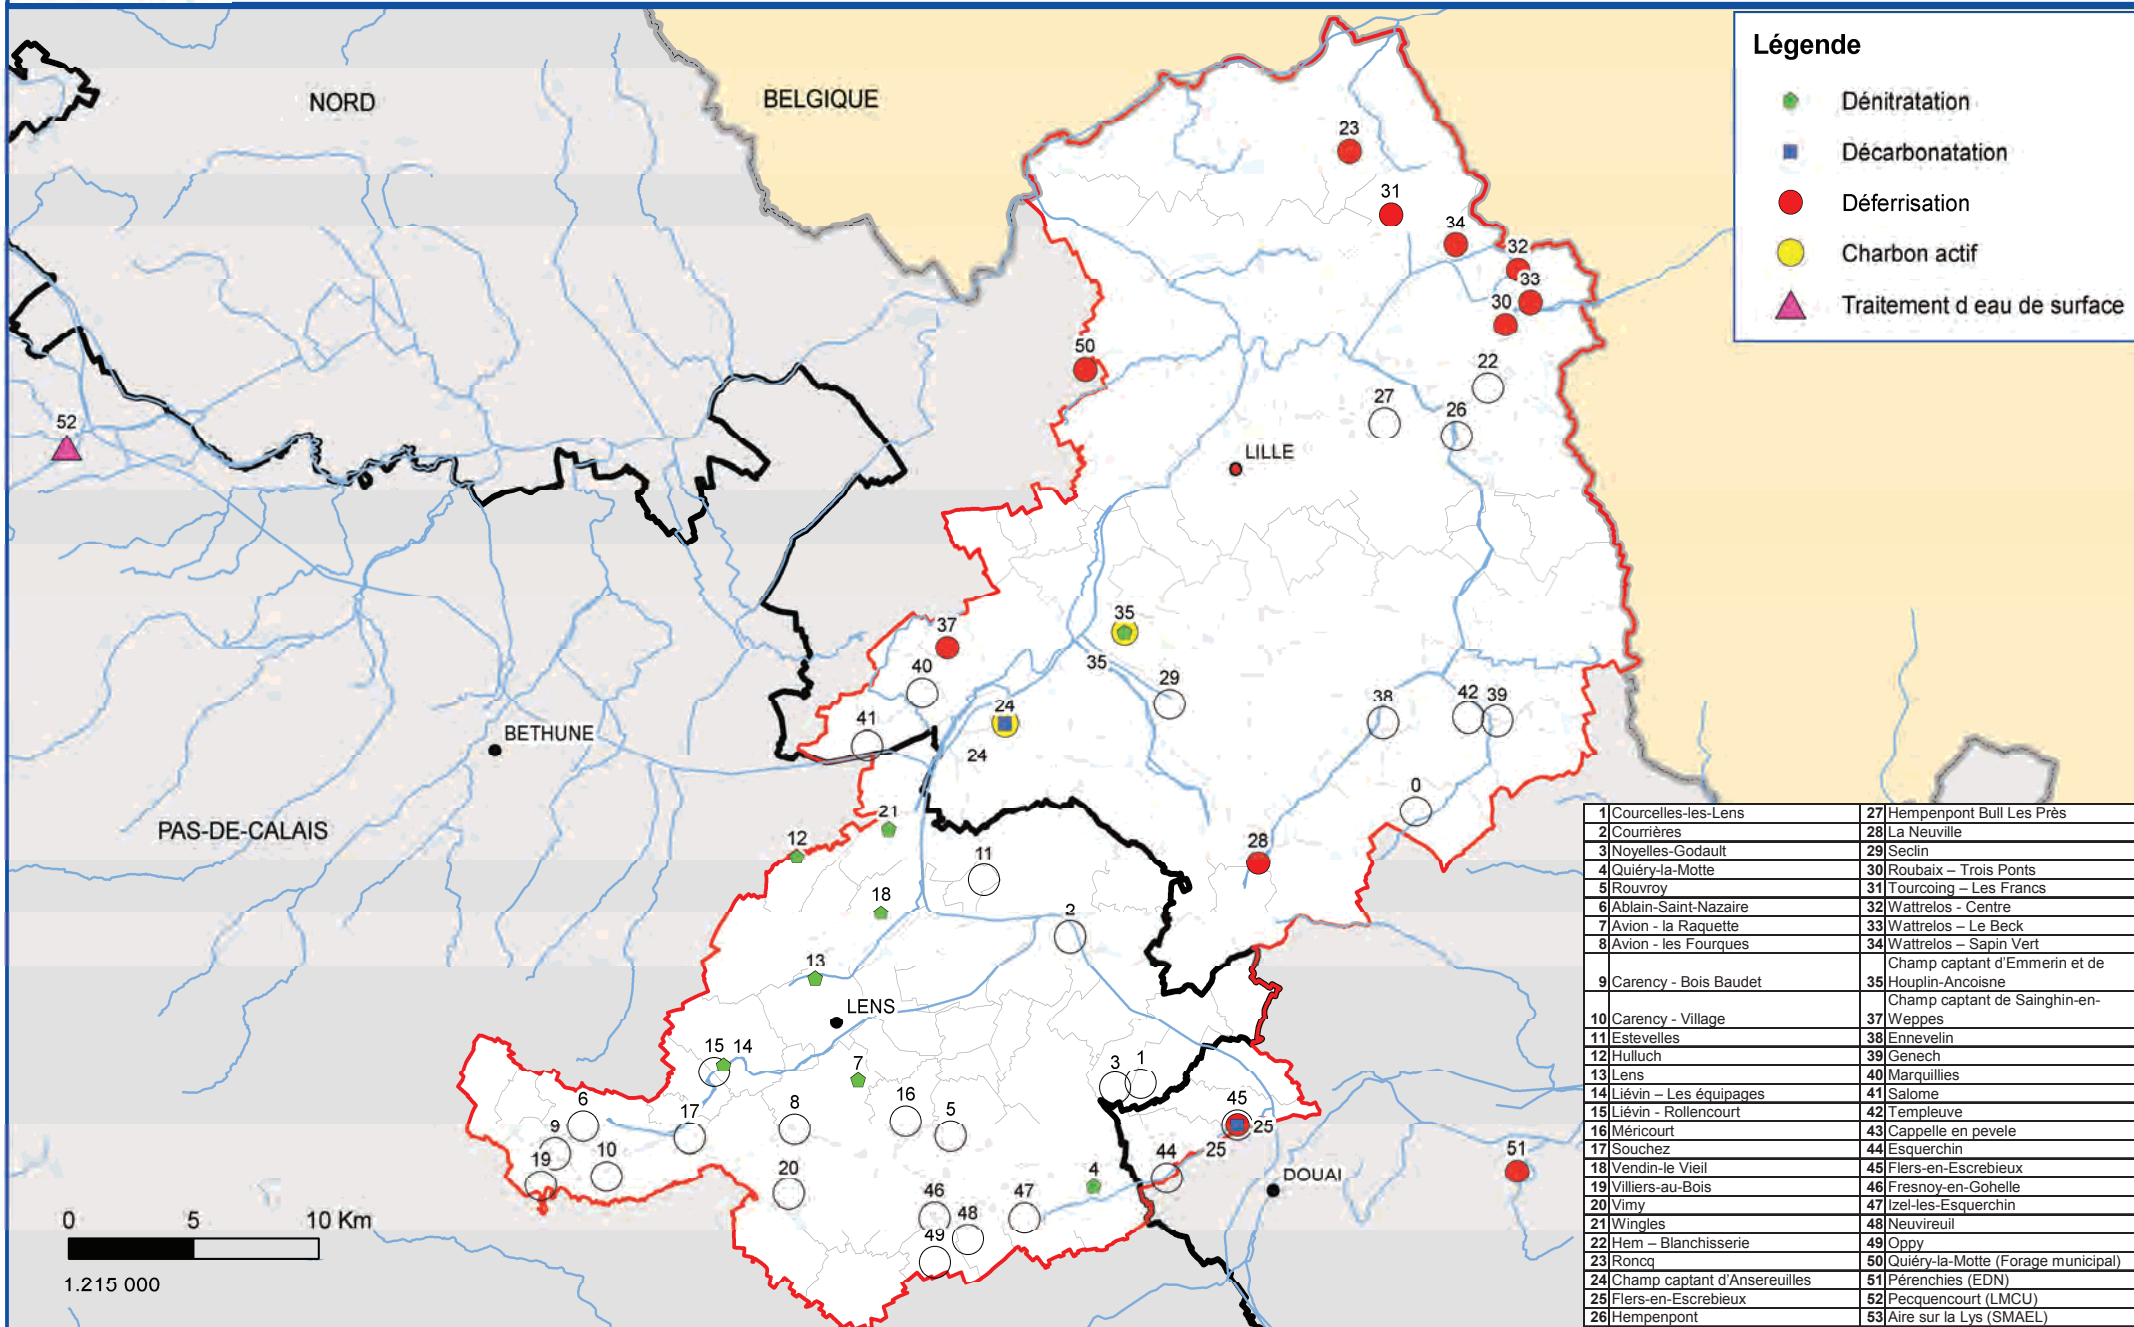 NORD
BELGIQUE
PAS-DE-CALAIS
BETHUNE
LILLE
LENS
DOUAI
Légende
Dénitratation
Décarbonatation
Déferrisation
Charbon actif
Traitement d eau de surface
23
31
34
32
33
30
50
22
27
26
52
35
35
37
40
29
24
24
41
38
42
39
0
21
12
11
28
18
2
13
15
14
7
3
1
6
17
8
16
5
45
25
25
9
10
19
20
4
44
51
46
47
48
49
0 5 10 Km
1.215 000
1 Courcelles-les-Lens 27 Hempenpont Bull Les Près
2 Courrières 28 La Neuville
3 Noyelles-Godault 29 Seclin
4 Quiéry-la-Motte 30 Roubaix – Trois Ponts
5 Rouvroy 31 Tourcoing – Les Francs
6 Ablain-Saint-Nazaire 32 Wattrelos - Centre
7 Avion - la Raquette 33 Wattrelos – Le Beck
8 Avion - les Fourques 34 Wattrelos – Sapin Vert
Champ captant d'Emmerin et de
9 Carency - Bois Baudet 35 Houplin-Ancoisne
Champ captant de Sainghin-en-
10 Carency - Village 37 Weppes
11 Estevelles 38 Ennevelin
12 Hulluch 39 Genech
13 Lens 40 Marquillies
14 Liévin – Les équipages 41 Salome
15 Liévin - Rollencourt 42 Templeuve
16 Méricourt 43 Cappelle en pevele
17 Souchez 44 Esquerchin
18 Vendin-le Vieil 45 Flers-en-Escrebieux
19 Villiers-au-Bois 46 Fresnoy-en-Gohelle
20 Vimy 47 Izel-les-Esquerchin
21 Wingles 48 Neuvireuil
22 Hem – Blanchisserie 49 Oppy
23 Roncq 50 Quiéry-la-Motte (Forage municipal)
24 Champ captant d'Ansereuilles 51 Pérenchies (EDN)
25 Flers-en-Escrebieux 52 Pecquencourt (LMCU)
26 Hempenpont 53 Aire sur la Lys (SMAEL)